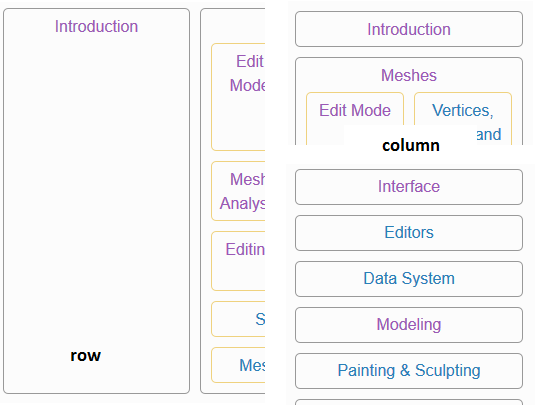 Introduction
Edit
Mode
Mesh
Analys
Editin
S
Mes
row
Introduction
Meshes
Edit Mode
Vertices,
and
column
Interface
Editors
Data System
Modeling
Painting & Sculpting